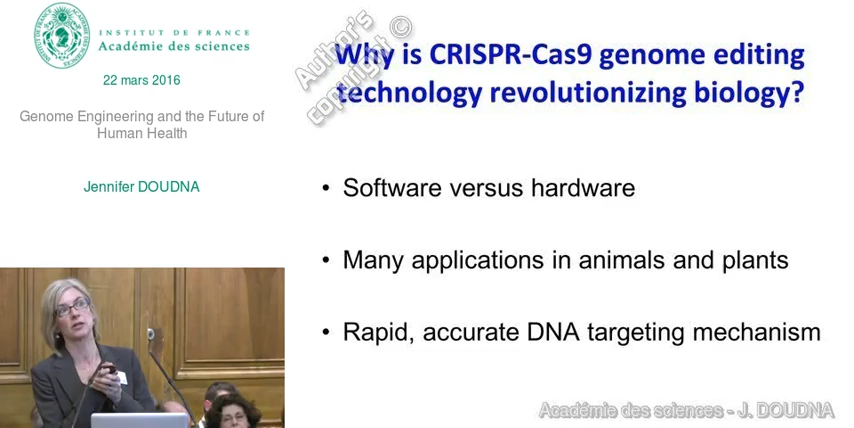 INSTITUT DE FRANCE
Académie des sciences
22 mars 2016
Genome Engineering and the Future of
Human Health
Jennifer DOUDNA
Author's
copyright ©
Why is CRISPR-Cas9 genome editing
technology revolutionizing biology?
• Software versus hardware
• Many applications in animals and plants
• Rapid, accurate DNA targeting mechanism
Académie des sciences - J. DOUDNA